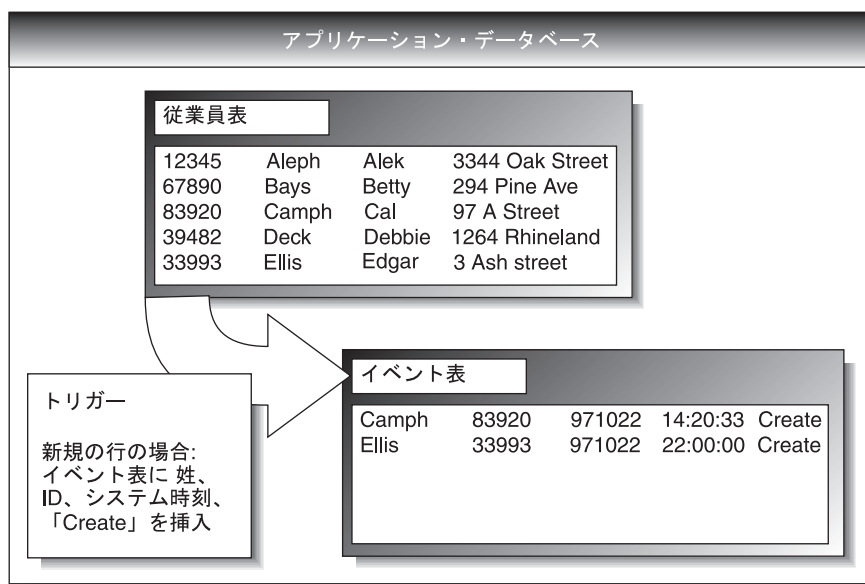 アプリケーション・データベース
従業員表
12345 Aleph Alek 3344 Oak Street
67890 Bays Betty 294 Pine Ave
83920 Camph Cal 97 A Street
39482 Deck Debbie 1264 Rhineland
33993 Ellis Edgar 3 Ash street
トリガー
新規の行の場合:
イベント表に 姓、
ID、システム時刻、
「Create」を挿入
イベント表
Camph 83920 971022 14:20:33 Create
Ellis 33993 971022 22:00:00 Create